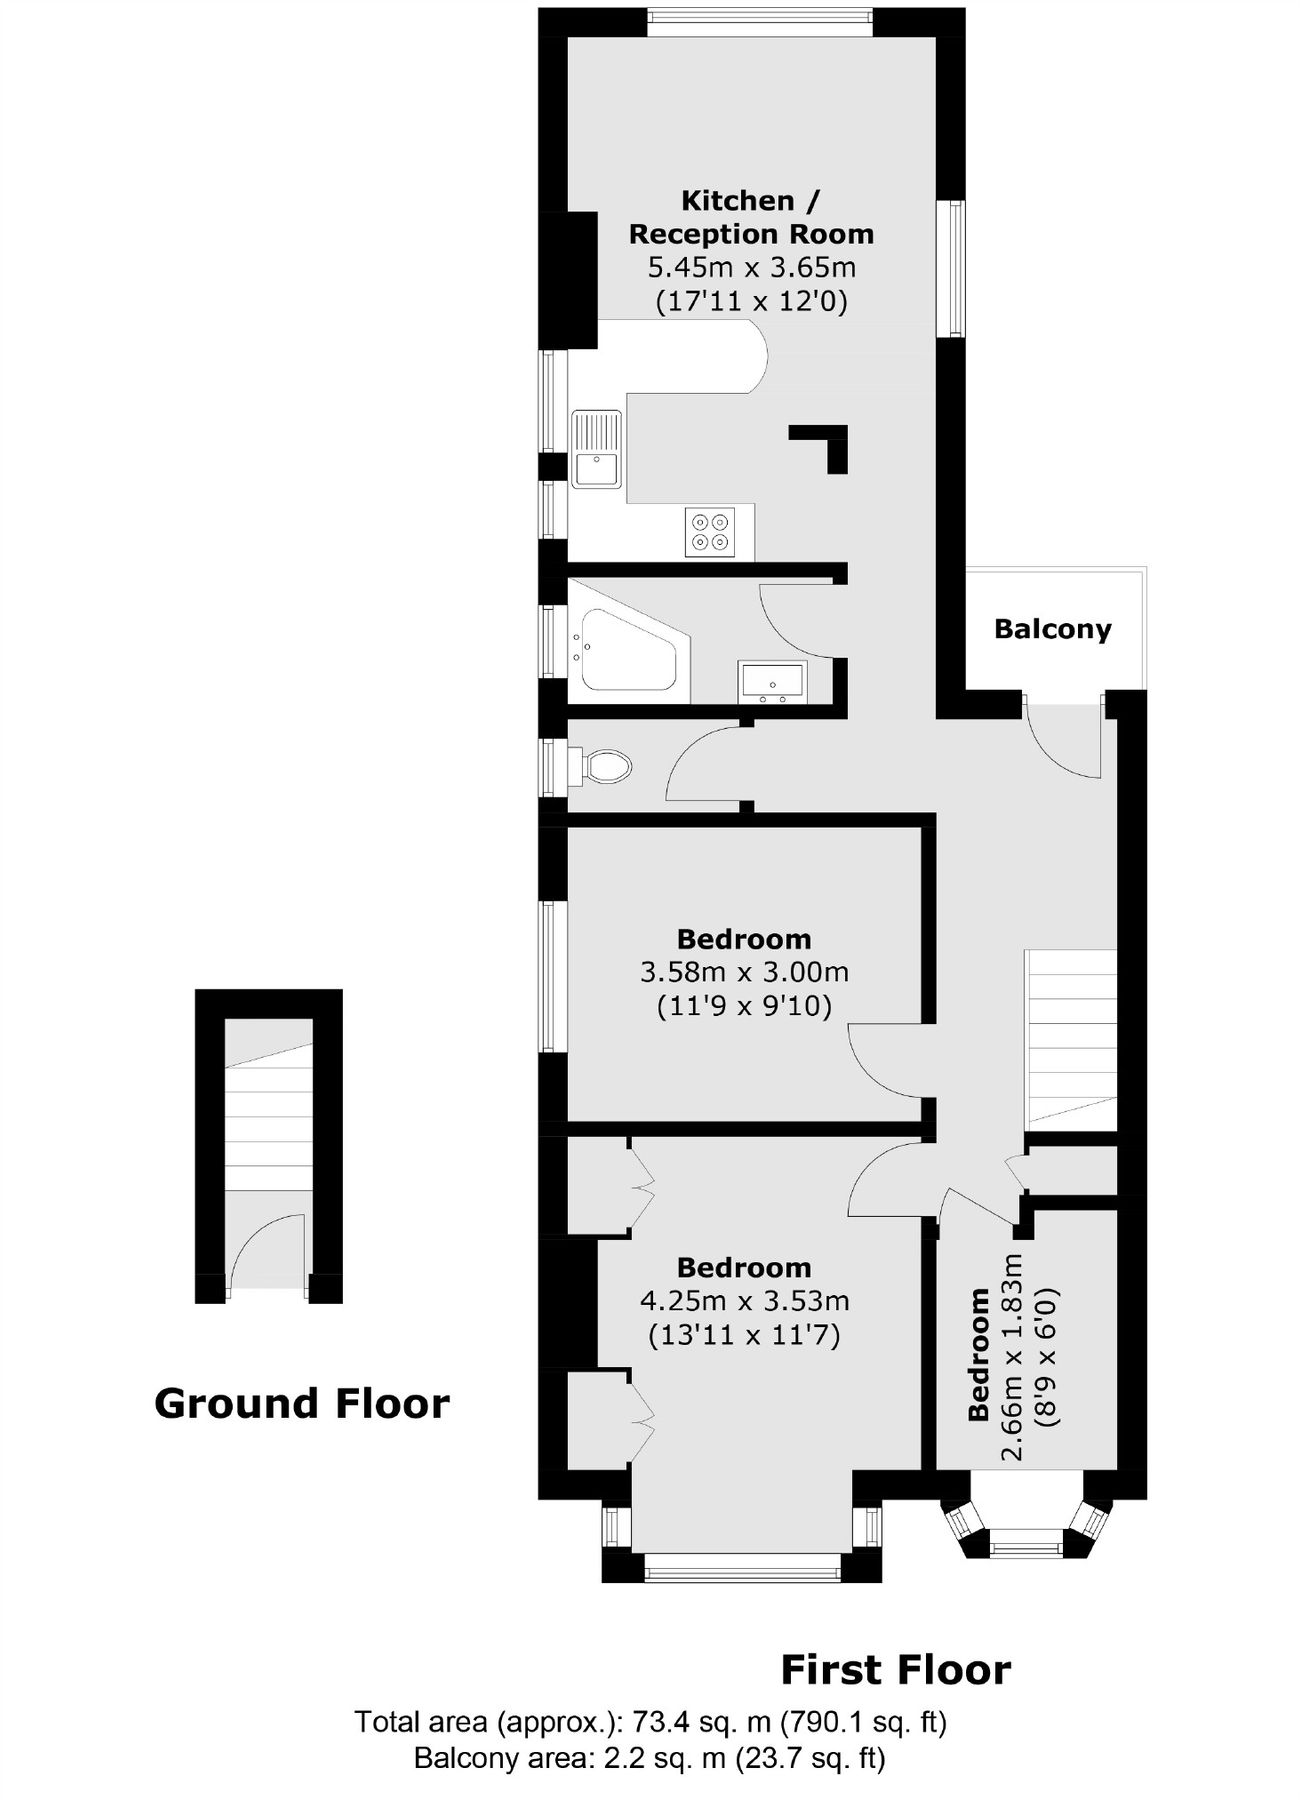 Kitchen /
Reception Room
5.45m x 3.65m
(17'11 x 12'0)
Balcony
Bedroom
3.58m x 3.00m
(11'9 x 9'10)
Bedroom
4.25m x 3.53m
(13'11 x 11'7)
Bedroom
2.66m x 1.83m
(8'9 x 6'0)
Ground Floor
First Floor
Total area (approx.): 73.4 sq. m (790.1 sq. ft)
Balcony area: 2.2 sq. m (23.7 sq. ft)